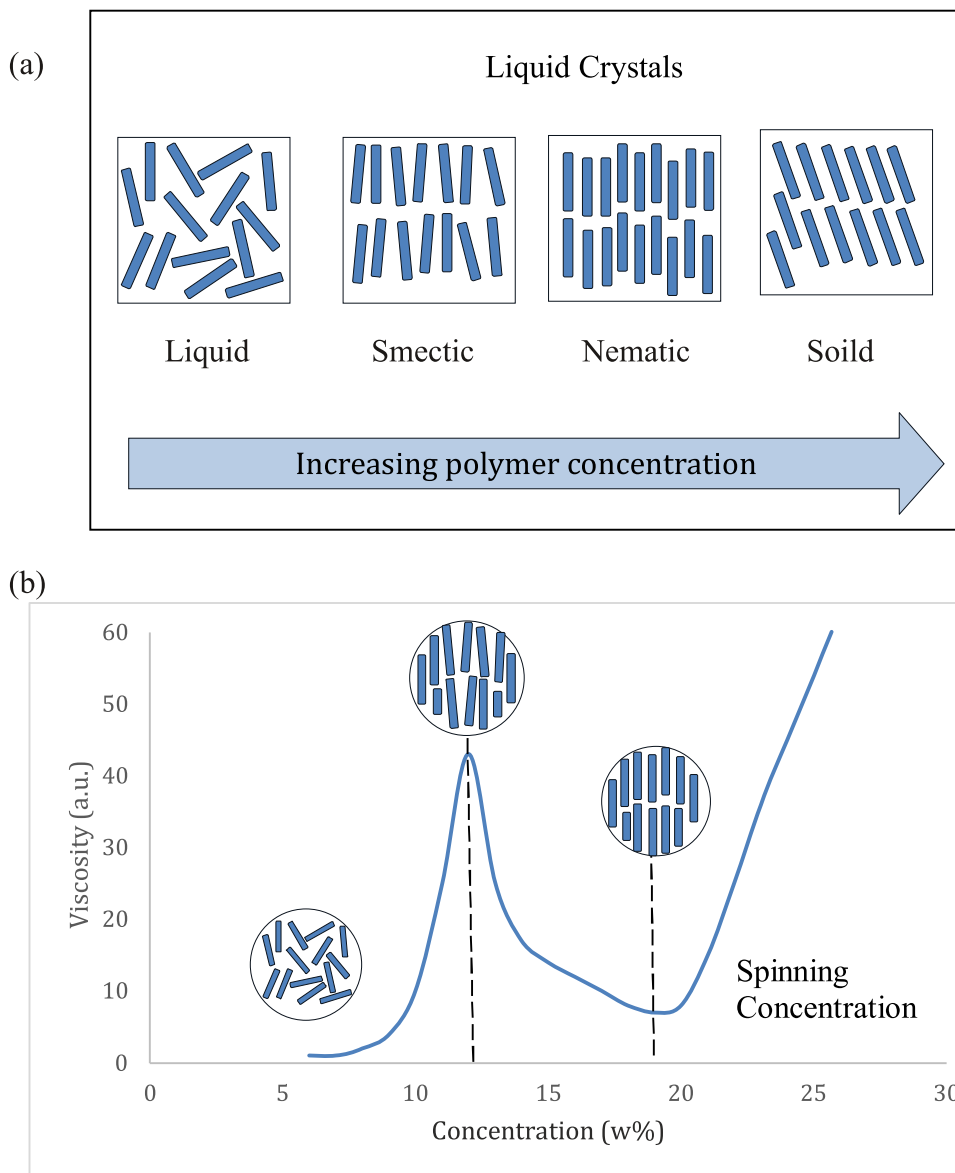 (a)
Liquid Crystals
Liquid
Smectic
Nematic
Soild
Increasing polymer concentration
(b)
60
50
40
30
20
10
0
Viscosity (a.u.)
Spinning
Concentration
0
5
10
15
20
25
30
Concentration (w%)